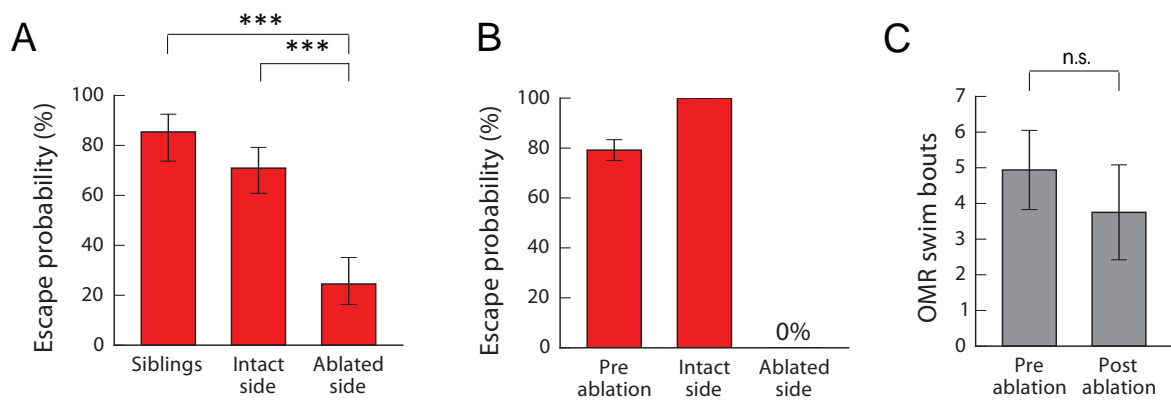 A
***
***
Escape probability (%)
100
80
60
40
20
0
Siblings
Intact
side
Ablated
side
B
Escape probability (%)
100
80
60
40
20
0
0%
Pre
ablation
Intact
side
Ablated
side
C
n.s.
OMR swim bouts
7
6
5
4
3
2
1
0
Pre
ablation
Post
ablation